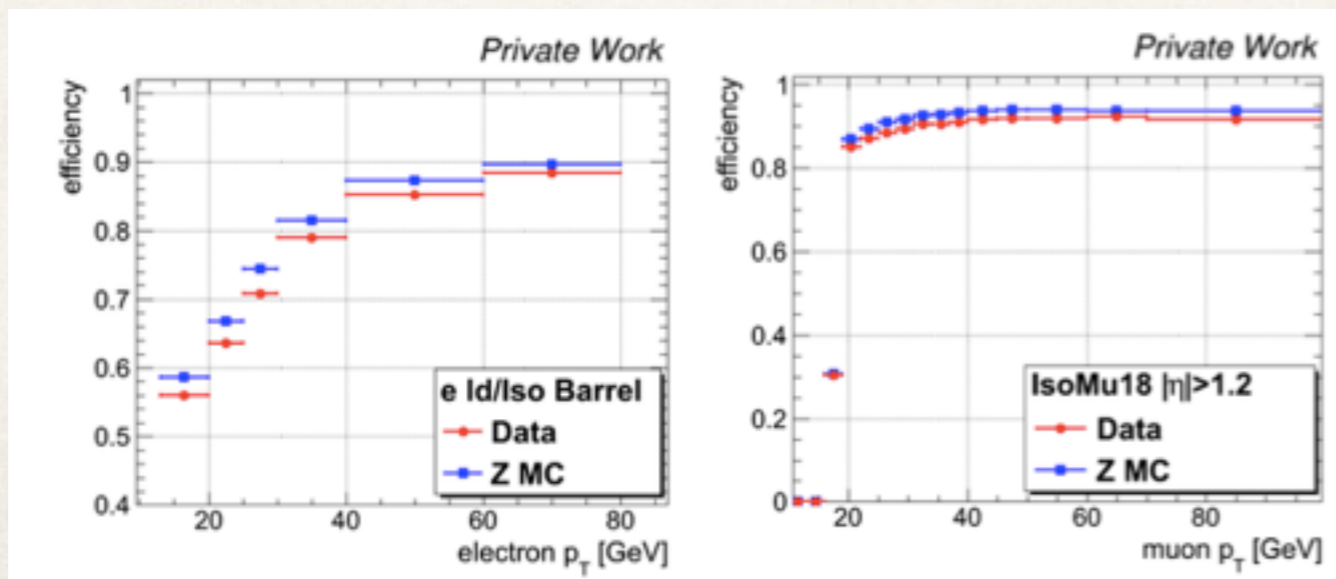 Private Work
efficiency
1
0.9
0.8
0.7
0.6
0.5
0.4
20 40 60 80
electron pT [GeV]
e Id/Iso Barrel
Data
Z MC
Private Work
efficiency
1
0.8
0.6
0.4
0.2
0
20 40 60 80
muon pT [GeV]
IsoMu18 |η|>1.2
Data
Z MC